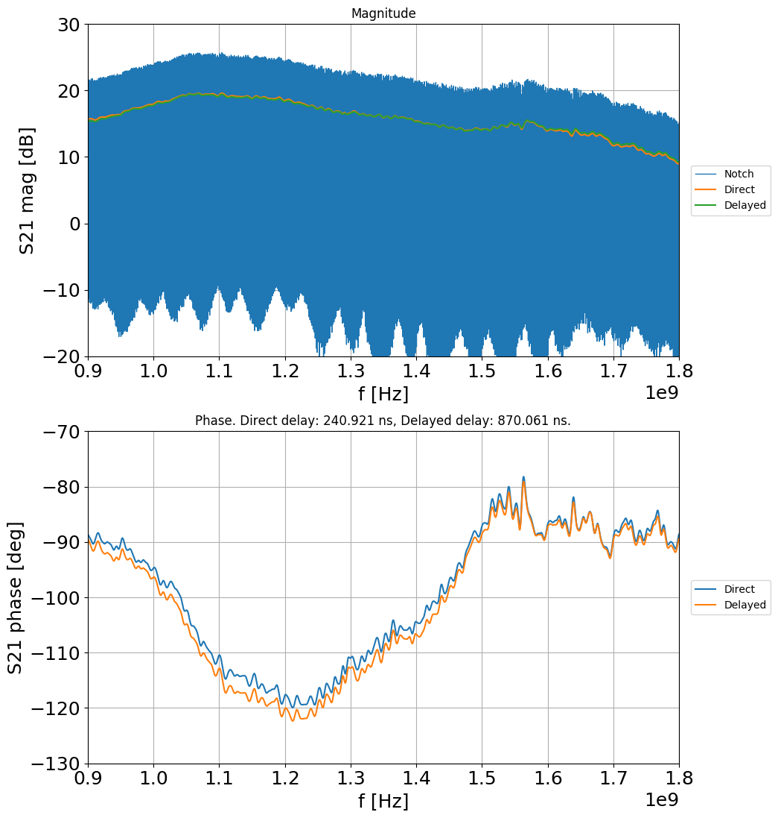 Magnitude
30
20
10
0
−10
−20
S21 mag [dB]
0.9 1.0 1.1 1.2 1.3 1.4 1.5 1.6 1.7 1.8
f [Hz]
1e9
Notch
Direct
Delayed
Phase. Direct delay: 240.921 ns, Delayed delay: 870.061 ns.
−70
−80
−90
−100
−110
−120
−130
S21 phase [deg]
0.9 1.0 1.1 1.2 1.3 1.4 1.5 1.6 1.7 1.8
f [Hz]
1e9
Direct
Delayed